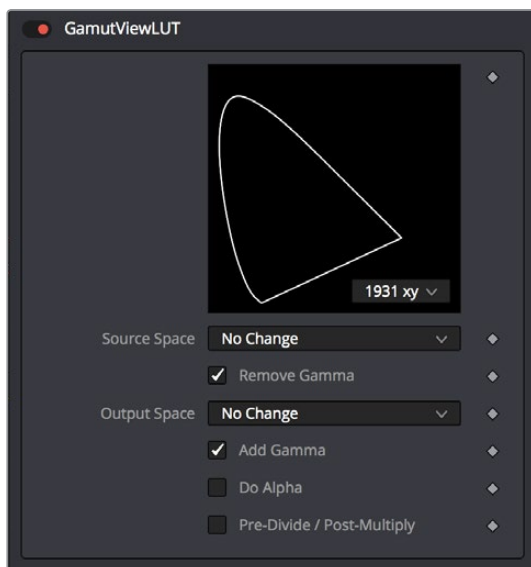 GamutViewLUT
1931 xy
Source Space No Change
Remove Gamma
Output Space No Change
Add Gamma
Do Alpha
Pre-Divide / Post-Multiply